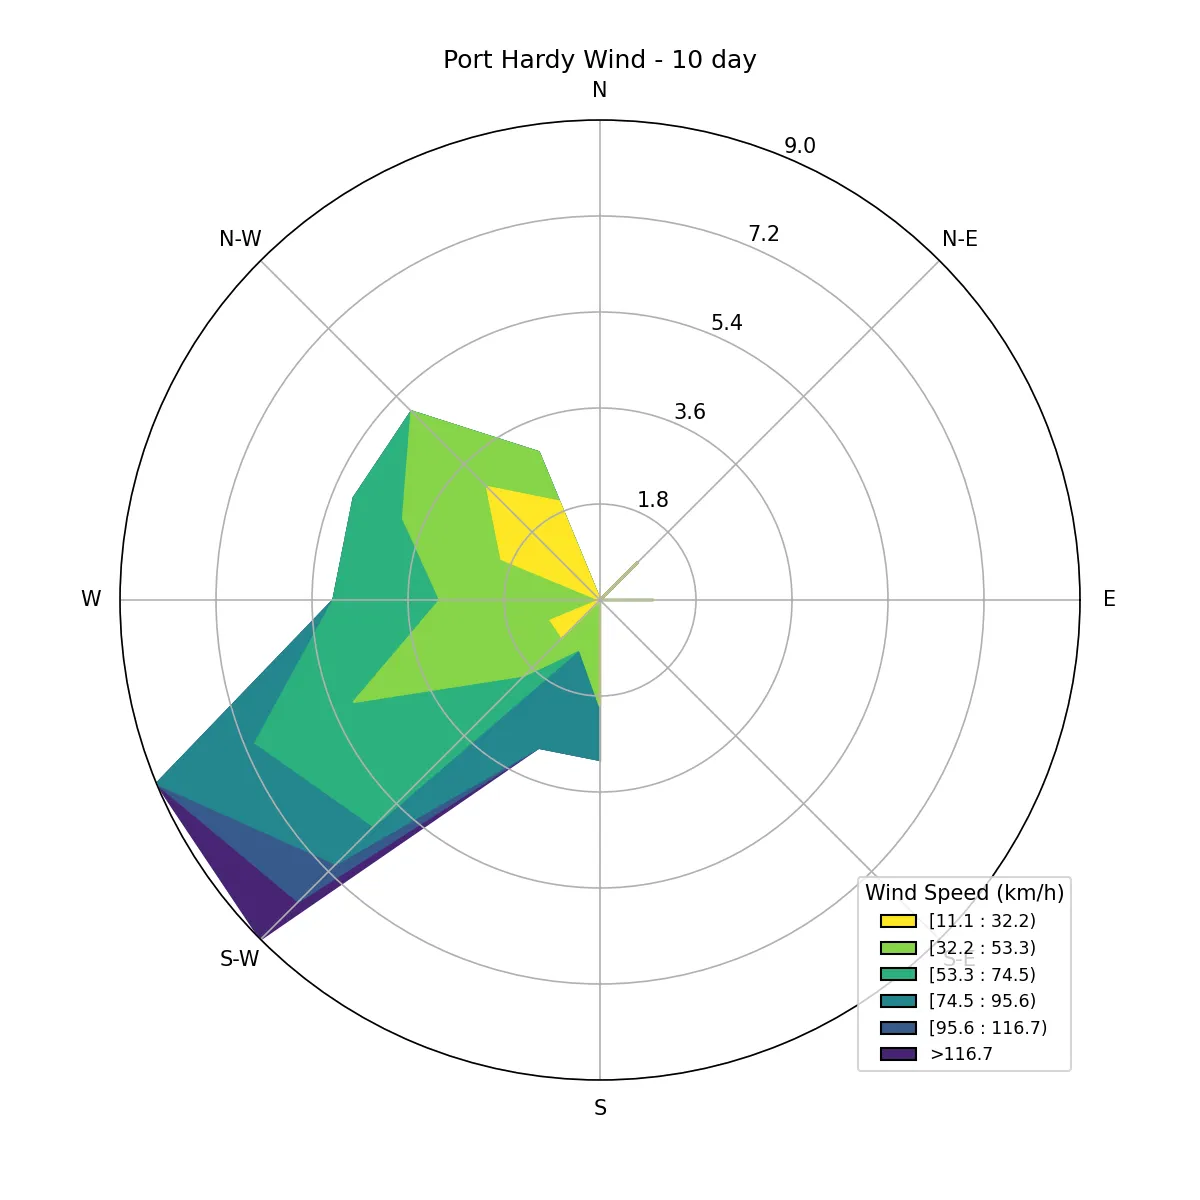 Port Hardy Wind - 10 day
N
9.0
N-W
N-E
7.2
5.4
3.6
1.8
W
E
S-W
S-E
S
Wind Speed (km/h)
[11.1 : 32.2)
[32.2 : 53.3)
[53.3 : 74.5)
[74.5 : 95.6)
[95.6 : 116.7)
>116.7